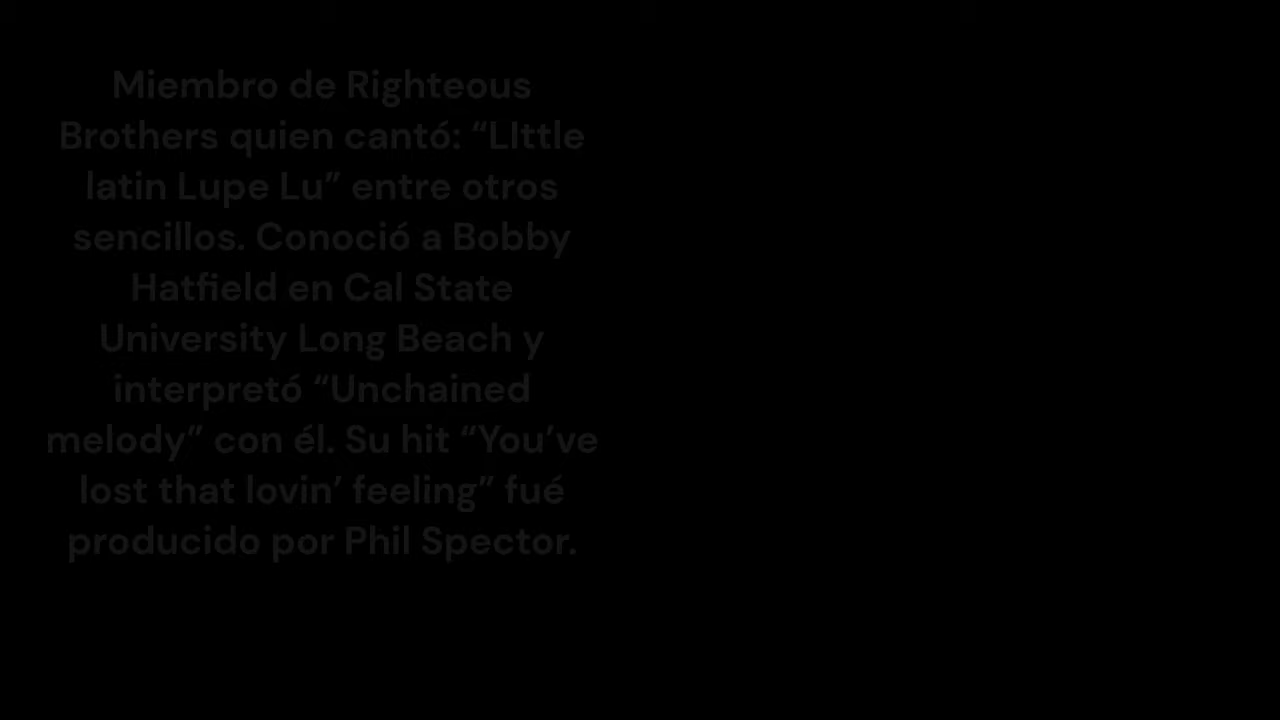 Miembro de Righteous
Brothers quien cantó: “LIttle
latin Lupe Lu” entre otros
sencillos. Conoció a Bobby
Hatfield en Cal State
University Long Beach y
interpretó “Unchained
melody” con él. Su hit “You’ve
lost that lovin’ feeling” fué
producido por Phil Spector.